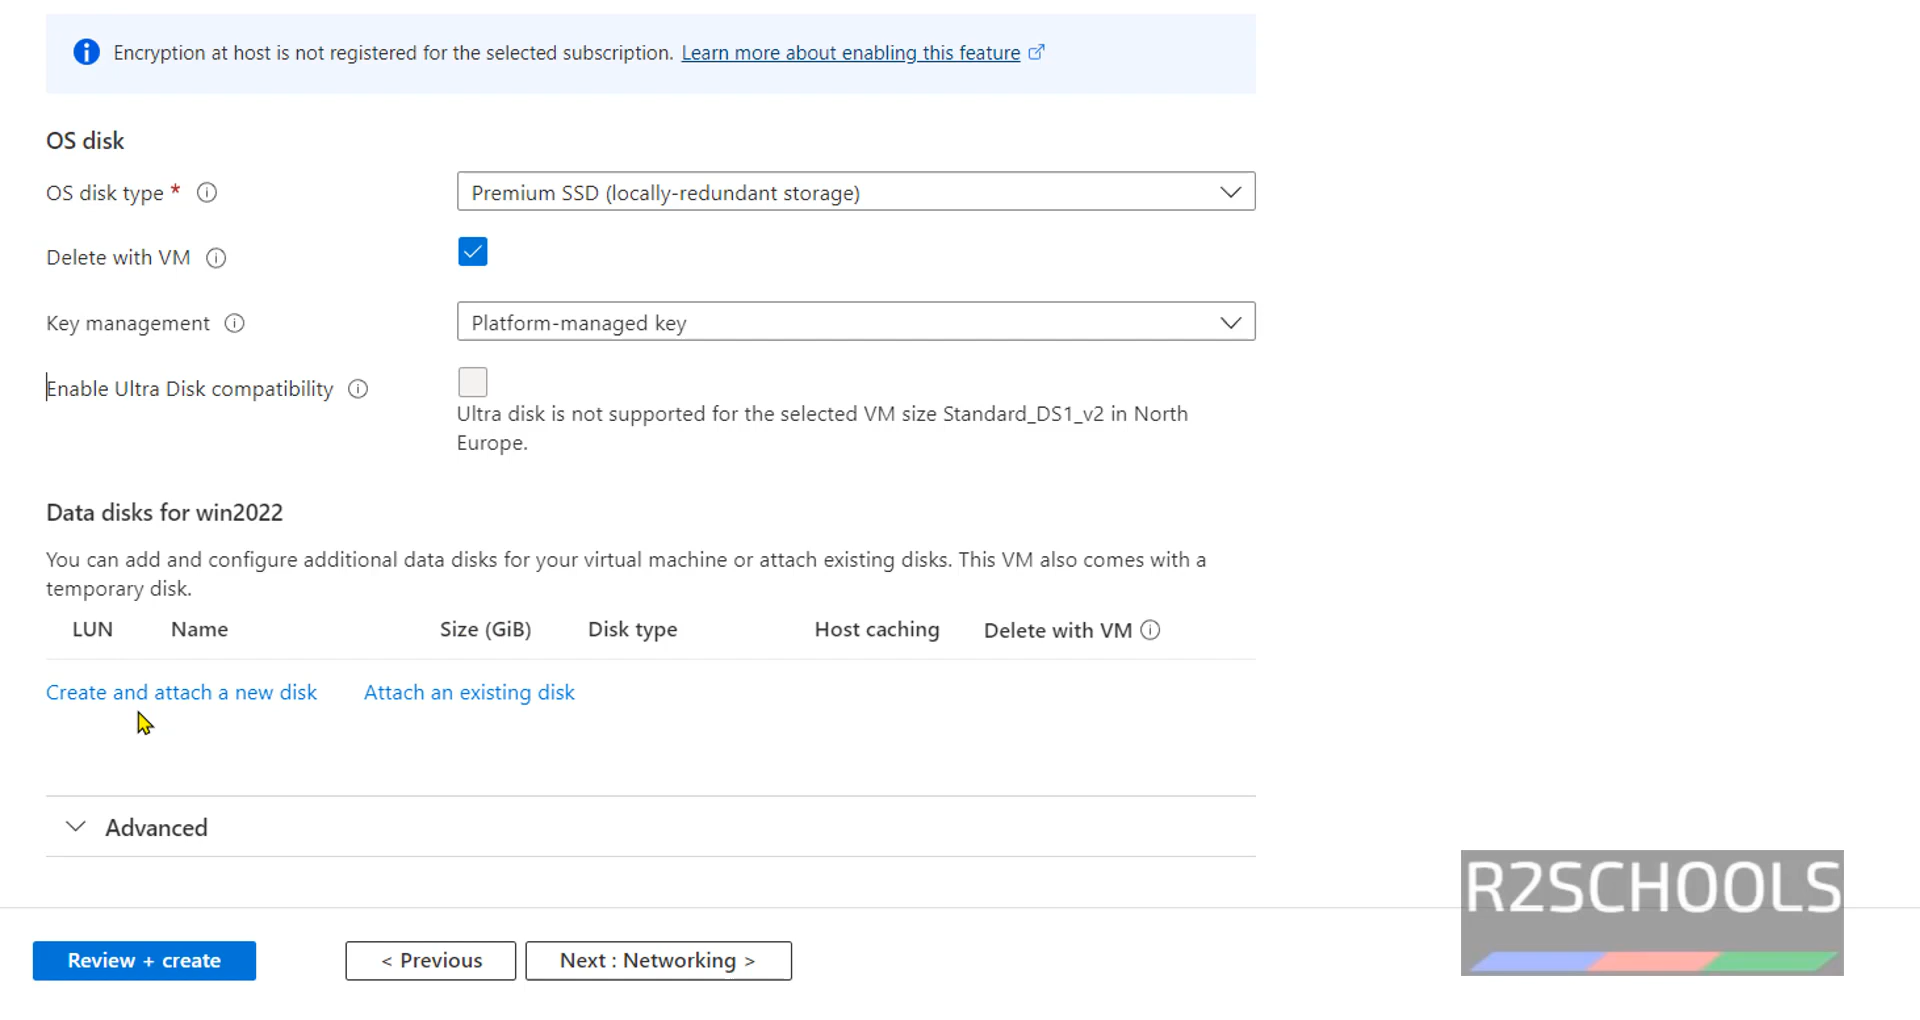 Encryption at host is not registered for the selected subscription. Learn more about enabling this feature
OS disk
OS disk type *
Premium SSD (locally-redundant storage)
Delete with VM
Key management
Platform-managed key
Enable Ultra Disk compatibility
Ultra disk is not supported for the selected VM size Standard_DS1_v2 in North
Europe.
Data disks for win2022
You can add and configure additional data disks for your virtual machine or attach existing disks. This VM also comes with a
temporary disk.
LUN Name Size (GiB) Disk type Host caching Delete with VM
Create and attach a new disk Attach an existing disk
Advanced
R2SCHOOLS
Review + create < Previous Next : Networking >